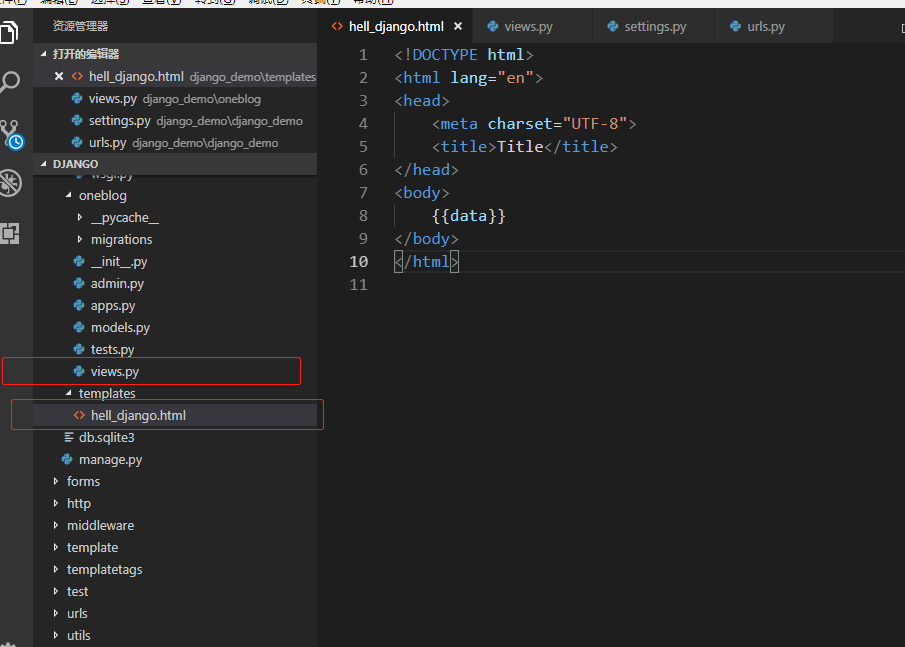 资源管理器
打开的编辑器
hell_django.html django_demo\templates
views.py django_demo\oneblog
settings.py django_demo\django_demo
urls.py django_demo\django_demo
DJANGO
wsgi.py
oneblog
__pycache__
migrations
__init__.py
admin.py
apps.py
models.py
tests.py
views.py
templates
hell_django.html
db.sqlite3
manage.py
forms
http
middleware
template
templatetags
test
urls
utils
hell_django.html views.py settings.py urls.py
1 <!DOCTYPE html>
2 <html lang="en">
3 <head>
4 <meta charset="UTF-8">
5 <title>Title</title>
6 </head>
7 <body>
8 {{data}}
9 </body>
10 </html>
11